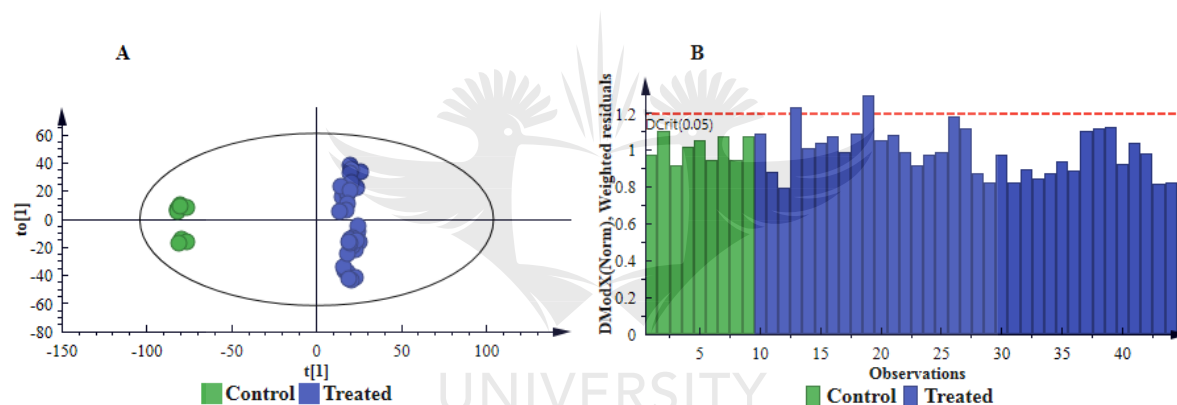 A
to[1]
60
40
20
0
-20
-40
-60
-80
-150
-100
-50
0
50
100
t[1]
Control
Treated
B
DModX(Norm), Weighted residuals
DCrit(0.05)
1.2
1
0.8
0.6
0.4
0.2
0
5
10
15
20
25
30
35
40
Observations
Control
Treated
UNIVERSITY